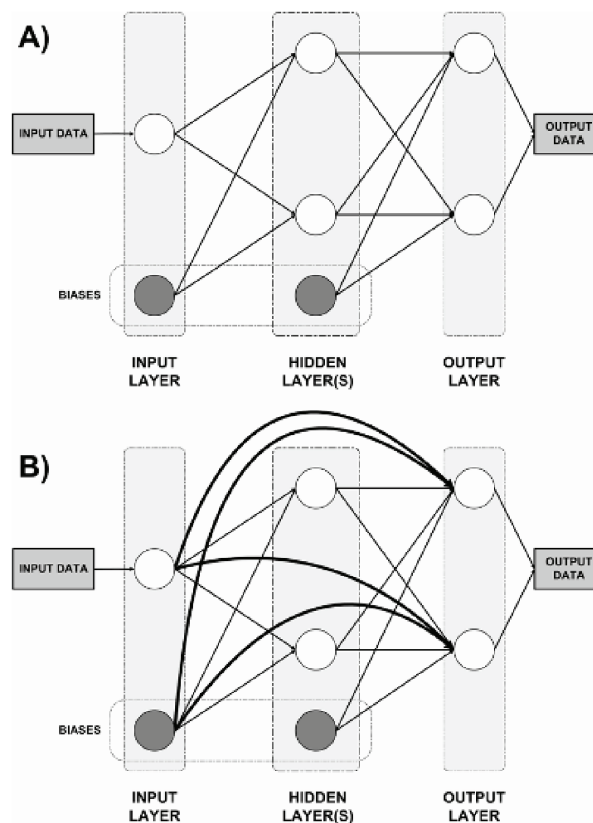 A)
INPUT DATA
OUTPUT
DATA
BIASES
INPUT
LAYER
HIDDEN
LAYER(S)
OUTPUT
LAYER
B)
INPUT DATA
OUTPUT
DATA
BIASES
INPUT
LAYER
HIDDEN
LAYER(S)
OUTPUT
LAYER